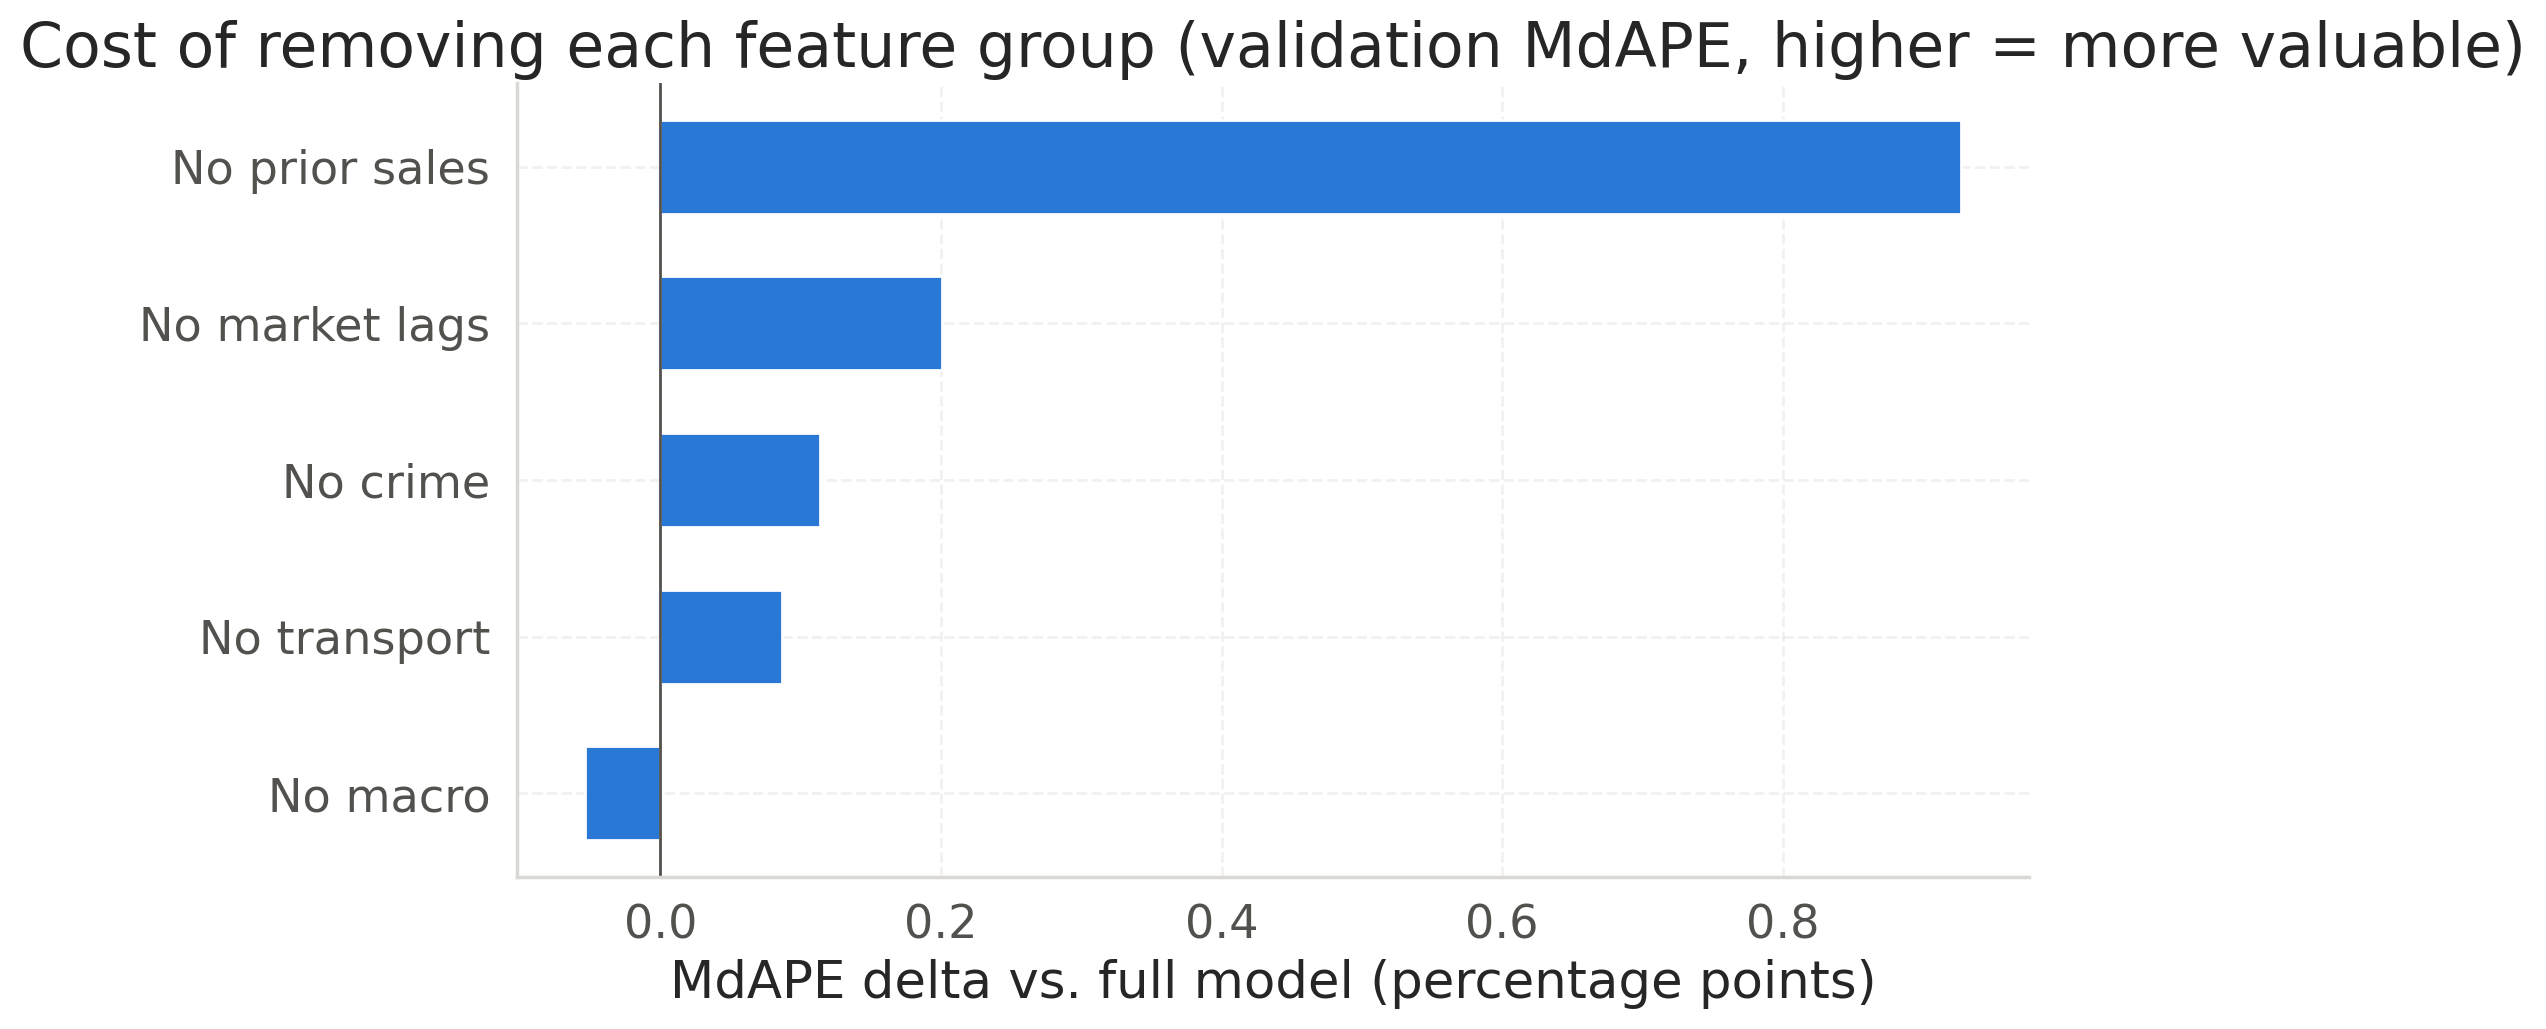 Cost of removing each feature group (validation MdAPE, higher = more valuable)
No prior sales
No market lags
No crime
No transport
No macro
0.0 0.2 0.4 0.6 0.8
MdAPE delta vs. full model (percentage points)